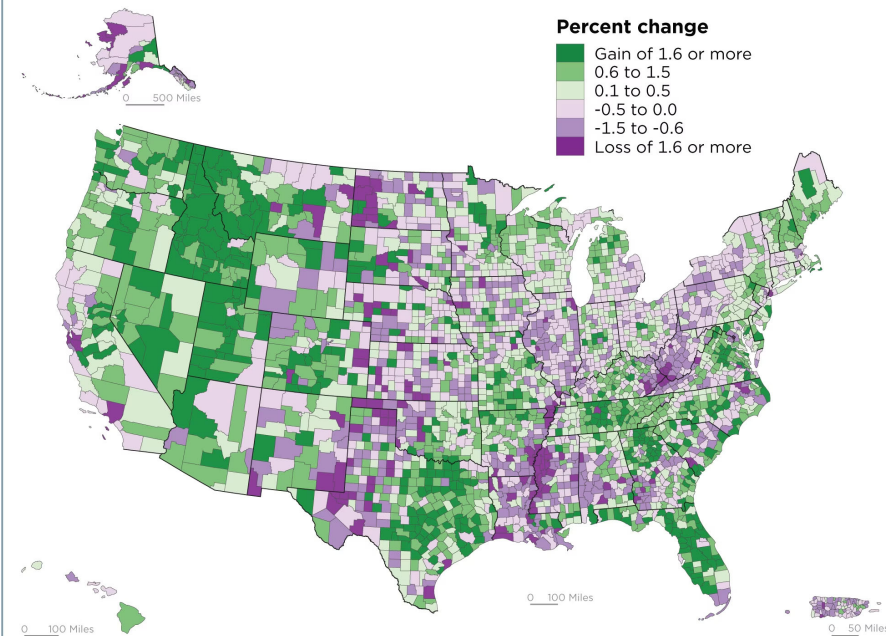 Percent change
Gain of 1.6 or more
0.6 to 1.5
0.1 to 0.5
-0.5 to 0.0
-1.5 to -0.6
Loss of 1.6 or more
0 500 Miles
0 100 Miles
0 100 Miles
0 50 Miles